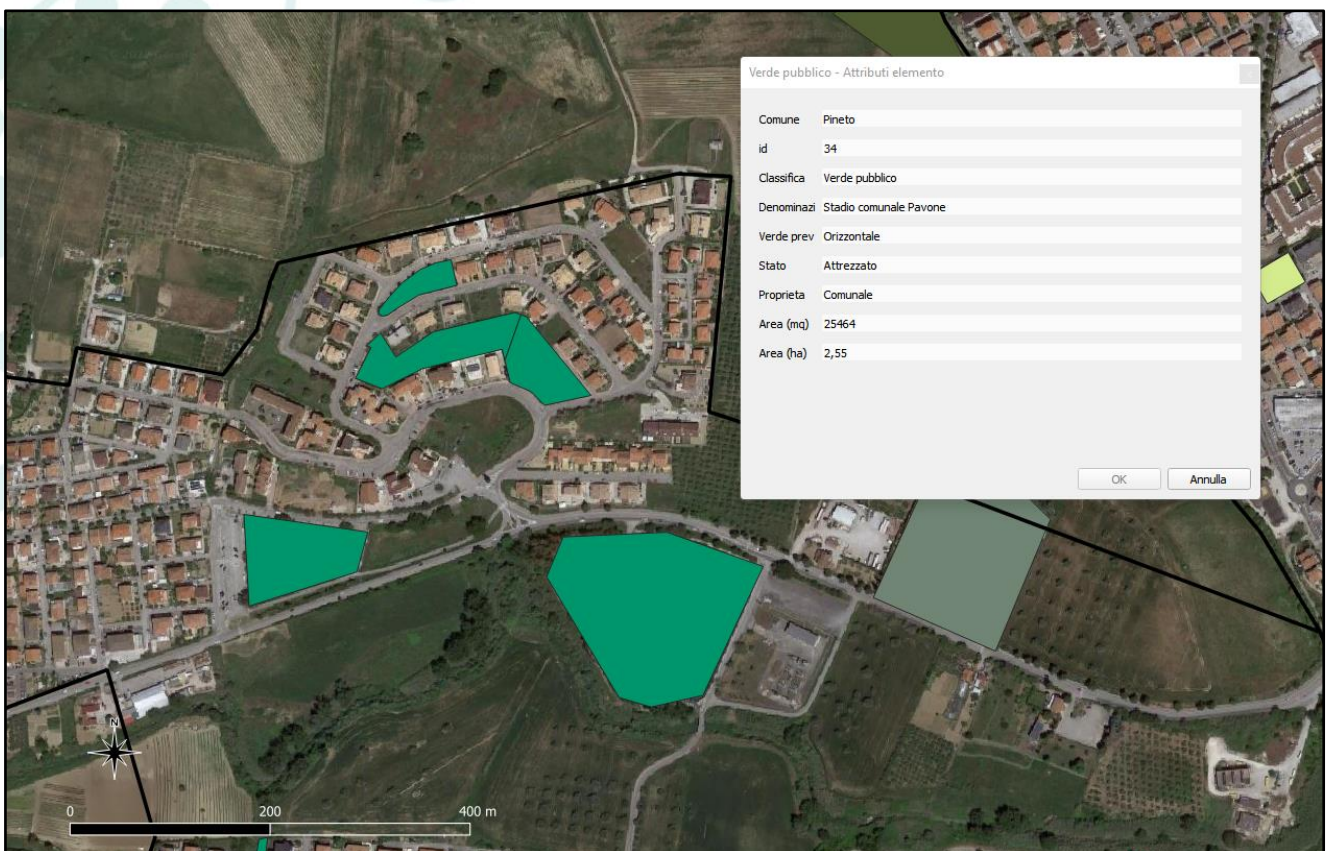 Verde pubblico - Attributi elemento
Comune Pineto
id 34
Classifica Verde pubblico
Denominazi Stadio comunale Pavone
Verde prev Orizzontale
Stato Attrezzato
Proprieta Comunale
Area (mq) 25464
Area (ha) 2,55
OK Annulla
N
0 200 400 m